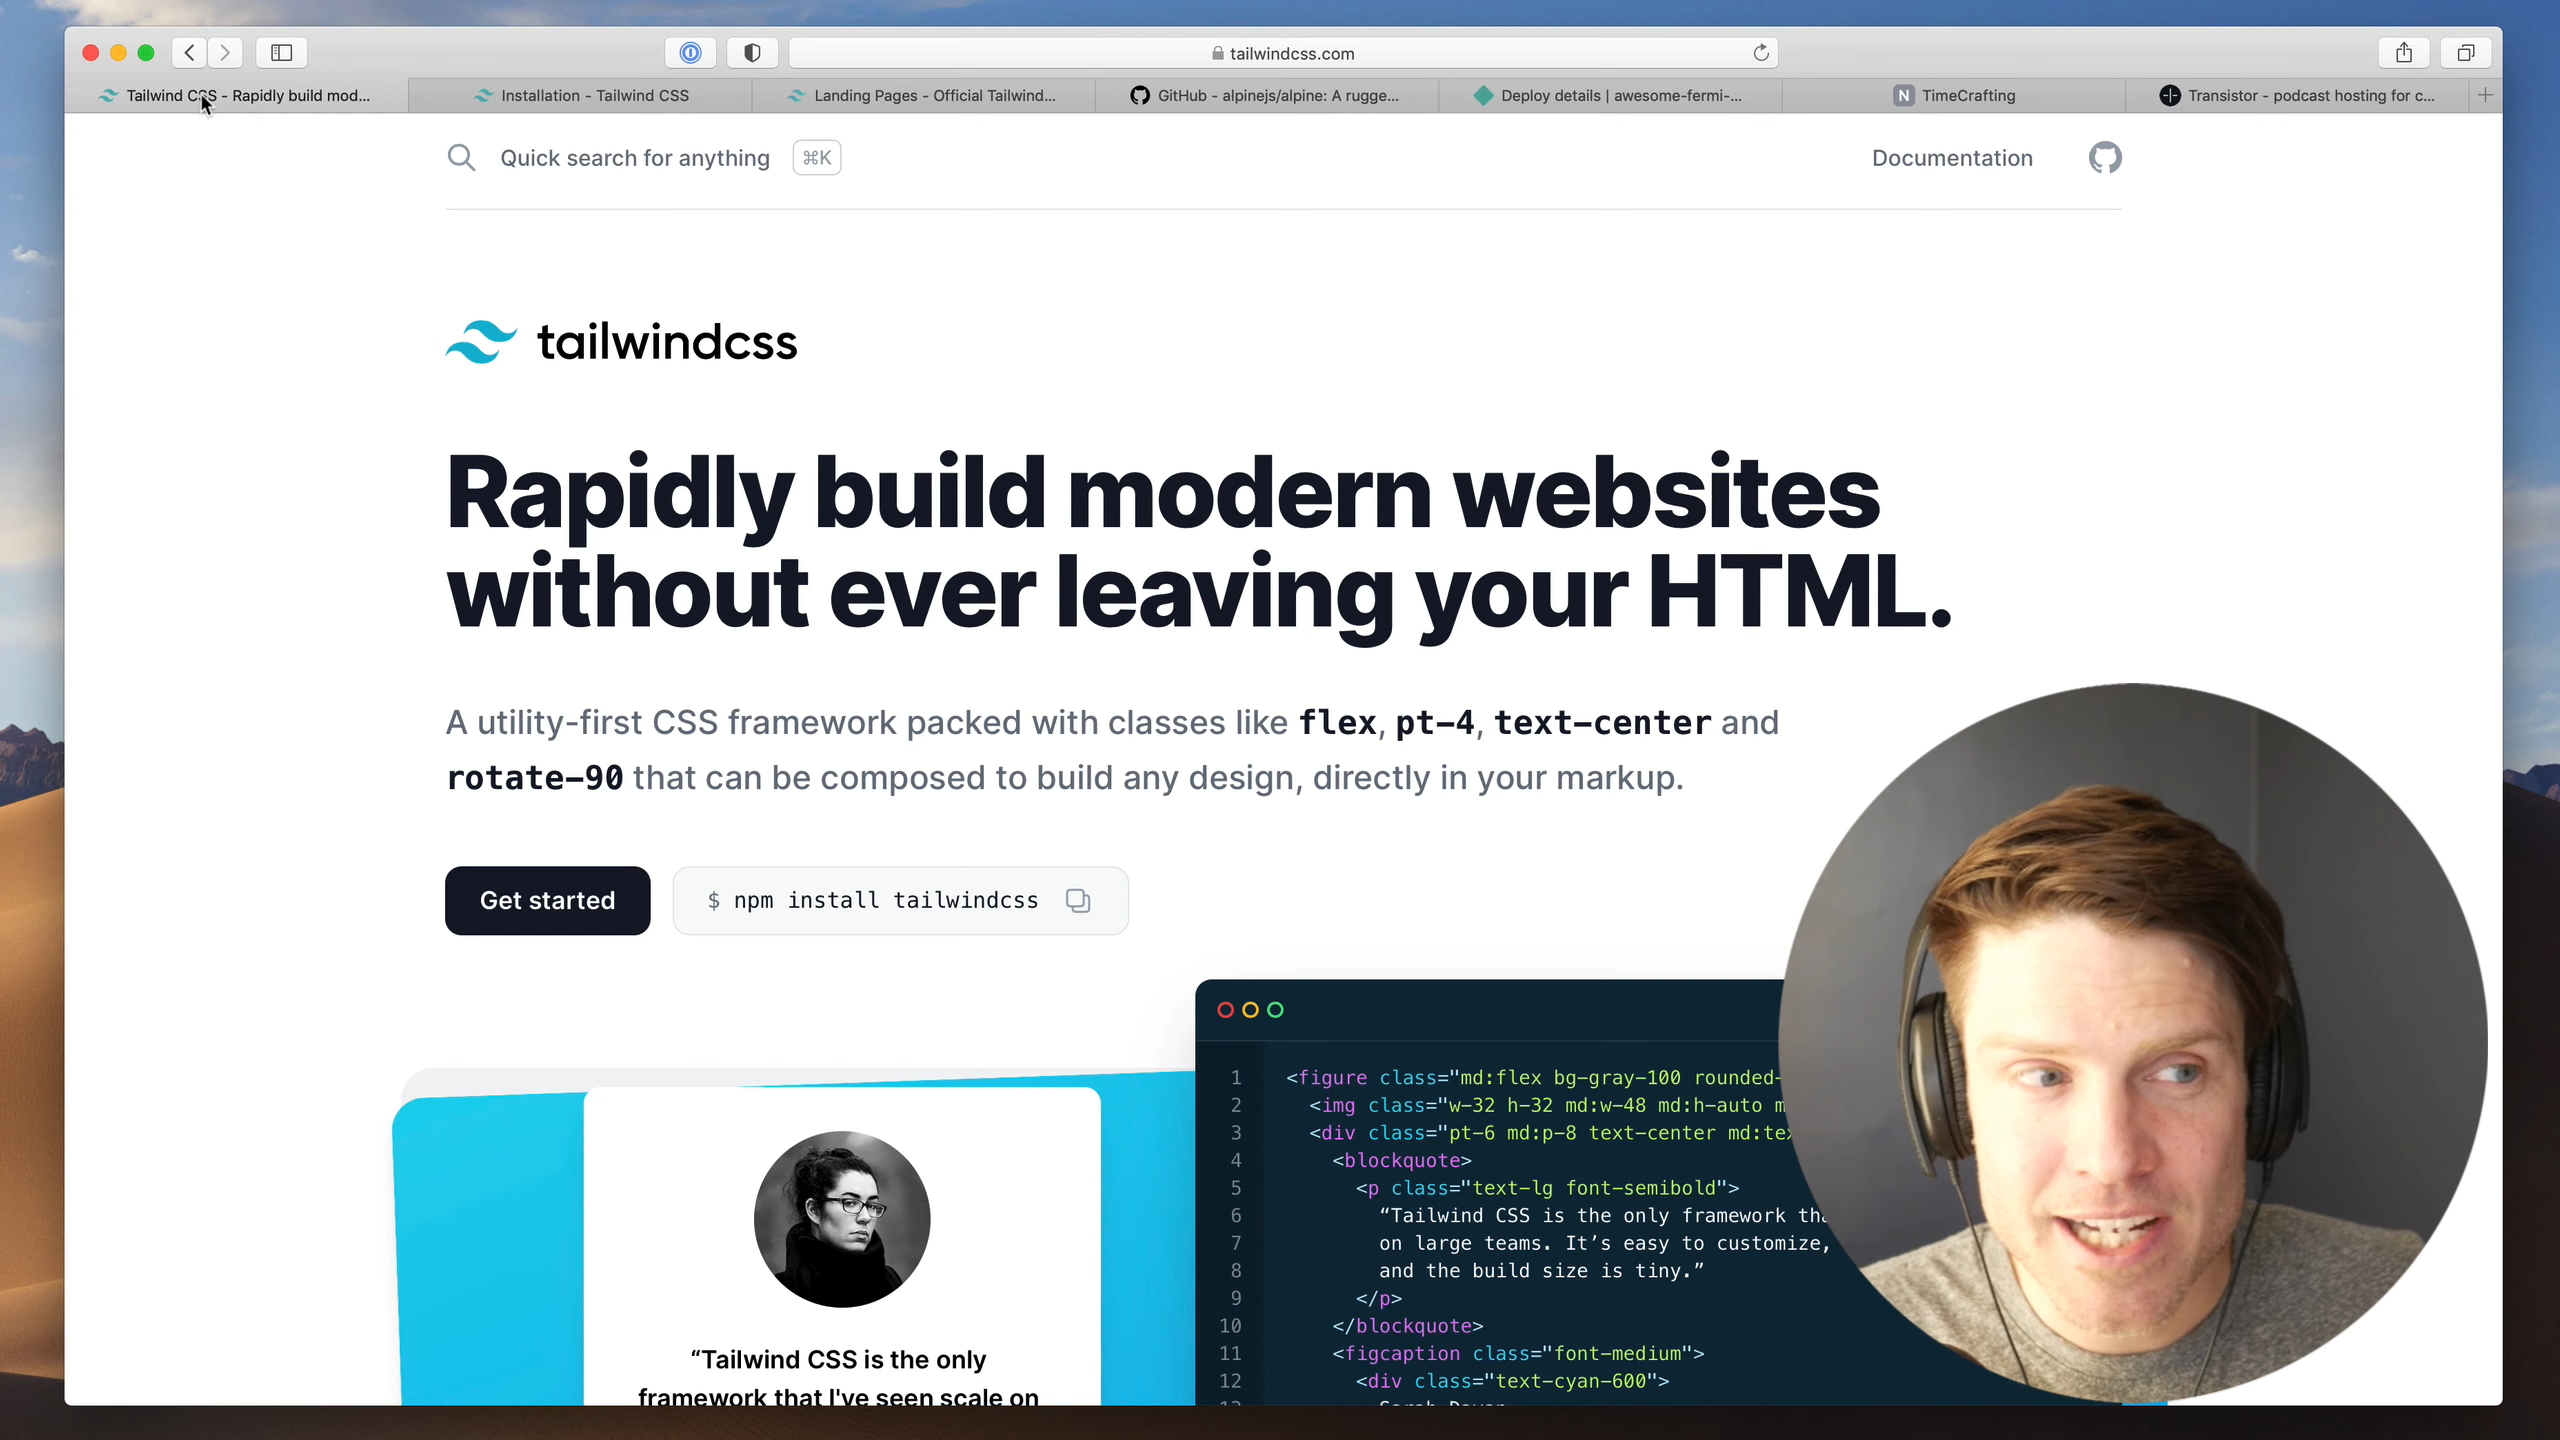 tailwindcss.com
Tailwind CSS - Rapidly build mod...
Installation - Tailwind CSS
Landing Pages - Official Tailwind...
GitHub - alpinejs/alpine: A rugge...
Deploy details | awesome-fermi-...
N TimeCrafting
Transistor - podcast hosting for c...
Quick search for anything ⌘K
Documentation
tailwindcss
Rapidly build modern websites
without ever leaving your HTML.
A utility-first CSS framework packed with classes like flex, pt-4, text-center and
rotate-90 that can be composed to build any design, directly in your markup.
Get started
$ npm install tailwindcss
1 <figure class="md:flex bg-gray-100 rounded-
2 <img class="w-32 h-32 md:w-48 md:h-auto m
3 <div class="pt-6 md:p-8 text-center md:tex
4 <blockquote>
5 <p class="text-lg font-semibold">
6 “Tailwind CSS is the only framework tha
7 on large teams. It’s easy to customize,
8 and the build size is tiny.”
9 </p>
10 </blockquote>
11 <figcaption class="font-medium">
12 <div class="text-cyan-600">
“Tailwind CSS is the only
framework that I've seen scale on